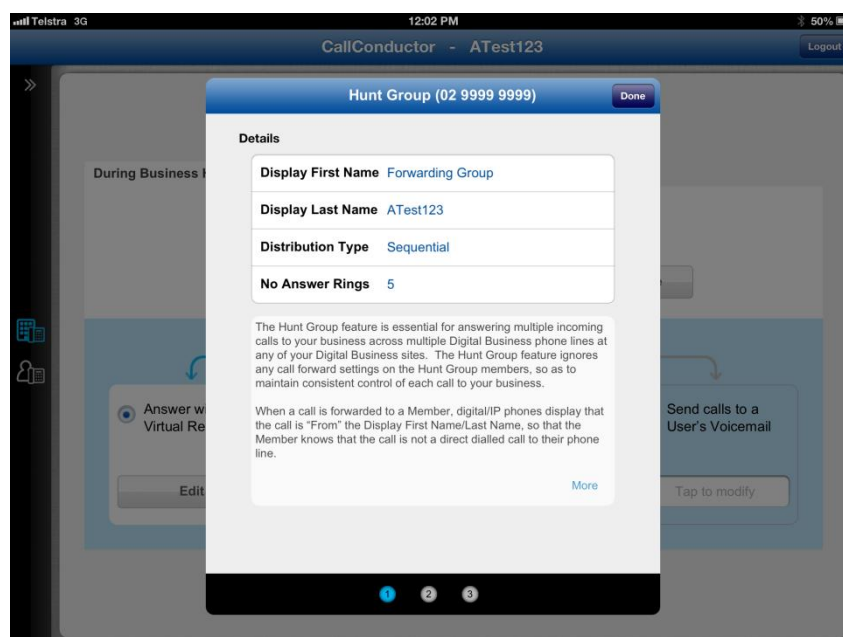 Telstra 3G 12:02 PM 50%
CallConductor - ATest123 Logout
Hunt Group (02 9999 9999) Done
Details
During Business
Display First Name Forwarding Group
Display Last Name ATest123
Distribution Type Sequential
No Answer Rings 5
The Hunt Group feature is essential for answering multiple incoming
calls to your business across multiple Digital Business phone lines at
any of your Digital Business sites. The Hunt Group feature ignores
any call forward settings on the Hunt Group members, so as to
maintain consistent control of each call to your business.
When a call is forwarded to a Member, digital/IP phones display that
the call is "From" the Display First Name/Last Name, so that the
Member knows that the call is not a direct dialled call to their phone
line.
More
Answer
Virtual
Edit
Send calls to a
User's Voicemail
Tap to modify
1 2 3